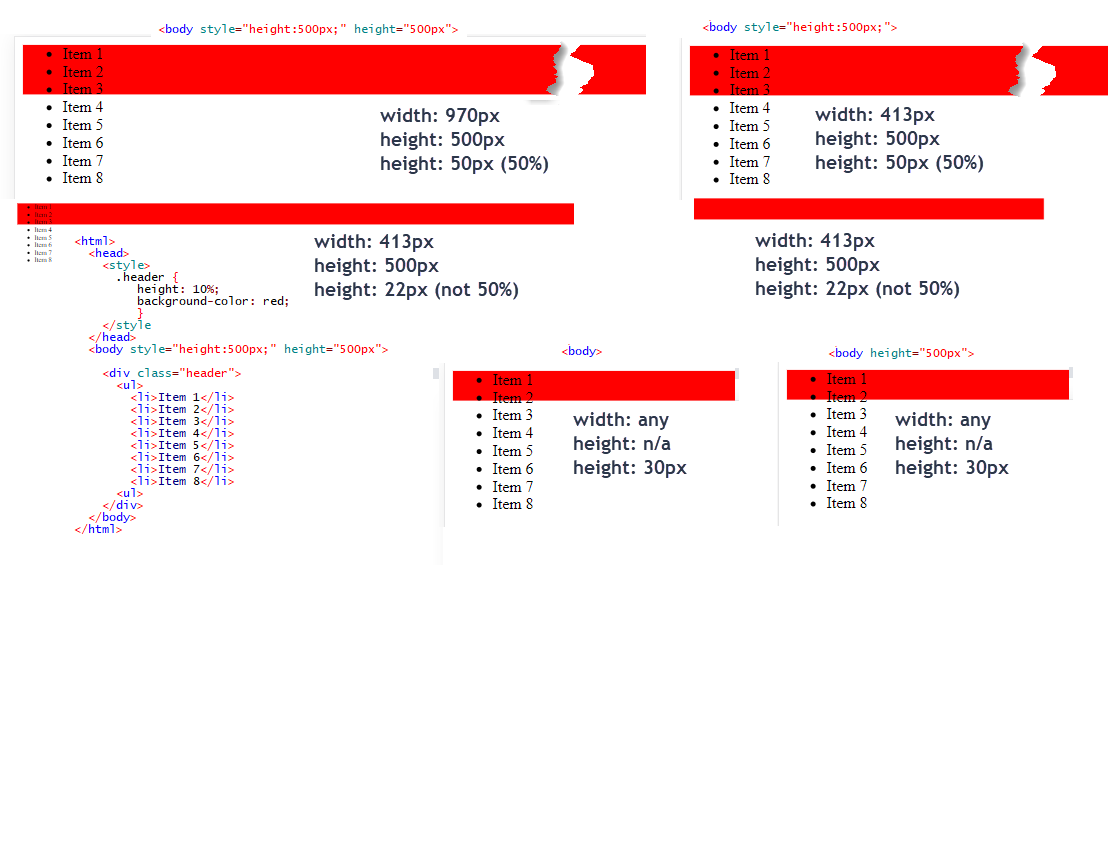 <body style="height:500px;" height="500px">
Item 1
Item 2
Item 3
Item 4
Item 5
Item 6
Item 7
Item 8
width: 970px
height: 500px
height: 50px (50%)
<body style="height:500px;">
Item 1
Item 2
Item 3
Item 4
Item 5
Item 6
Item 7
Item 8
width: 413px
height: 500px
height: 50px (50%)
Item 1
Item 2
Item 3
Item 4
Item 5
Item 6
Item 7
Item 8
width: 413px
height: 500px
height: 22px (not 50%)
width: 413px
height: 500px
height: 22px (not 50%)
<html>
<head>
<style>
.header {
height: 10%;
background-color: red;
}
</style
</head>
<body style="height:500px;" height="500px">
<div class="header">
<ul>
<li>Item 1</li>
<li>Item 2</li>
<li>Item 3</li>
<li>Item 4</li>
<li>Item 5</li>
<li>Item 6</li>
<li>Item 7</li>
<li>Item 8</li>
<ul>
</div>
</body>
</html>
<body>
Item 1
Item 2
Item 3
Item 4
Item 5
Item 6
Item 7
Item 8
width: any
height: n/a
height: 30px
<body height="500px">
Item 1
Item 2
Item 3
Item 4
Item 5
Item 6
Item 7
Item 8
width: any
height: n/a
height: 30px